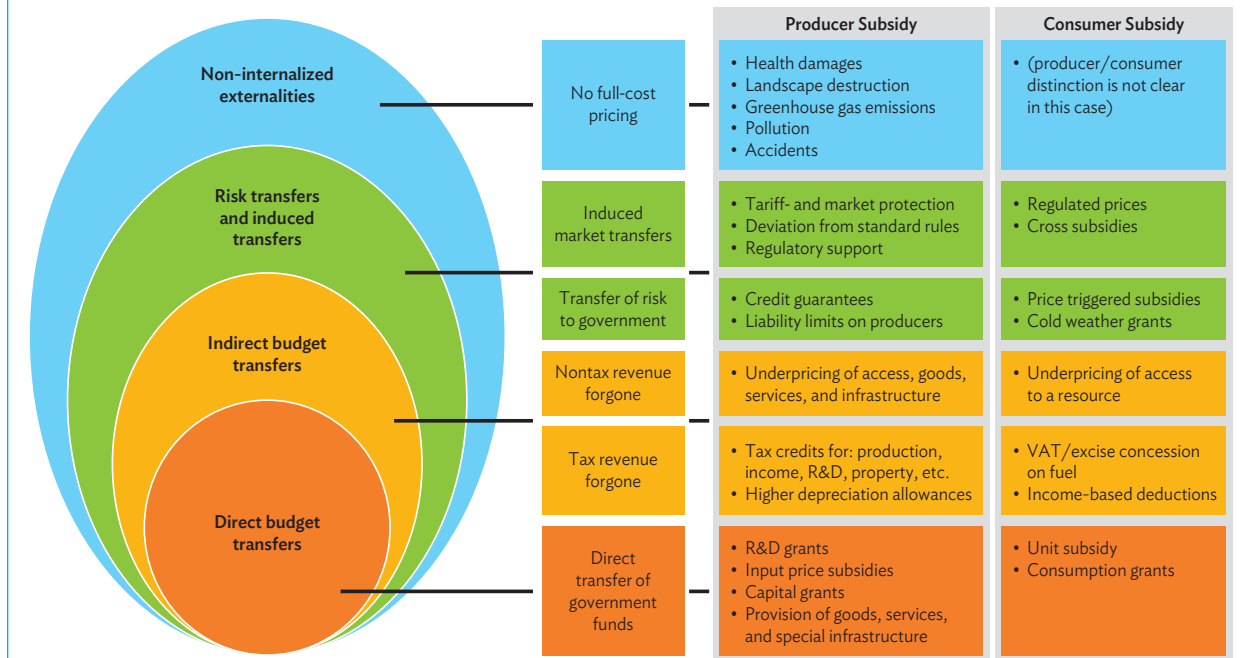 Producer Subsidy
Consumer Subsidy
Non-internalized
externalities
No full-cost
pricing
• Health damages
• Landscape destruction
• Greenhouse gas emissions
• Pollution
• Accidents
• (producer/consumer
distinction is not clear
in this case)
Risk transfers
and induced
transfers
Induced
market transfers
• Tariff- and market protection
• Deviation from standard rules
• Regulatory support
• Regulated prices
• Cross subsidies
Transfer of risk
to government
• Credit guarantees
• Liability limits on producers
• Price triggered subsidies
• Cold weather grants
Indirect budget
transfers
Nontax revenue
forgone
• Underpricing of access, goods,
services, and infrastructure
• Underpricing of access
to a resource
Tax revenue
forgone
• Tax credits for: production,
income, R&D, property, etc.
• Higher depreciation allowances
• VAT/excise concession
on fuel
• Income-based deductions
Direct budget
transfers
Direct
transfer of
government
funds
• R&D grants
• Input price subsidies
• Capital grants
• Provision of goods, services,
and special infrastructure
• Unit subsidy
• Consumption grants